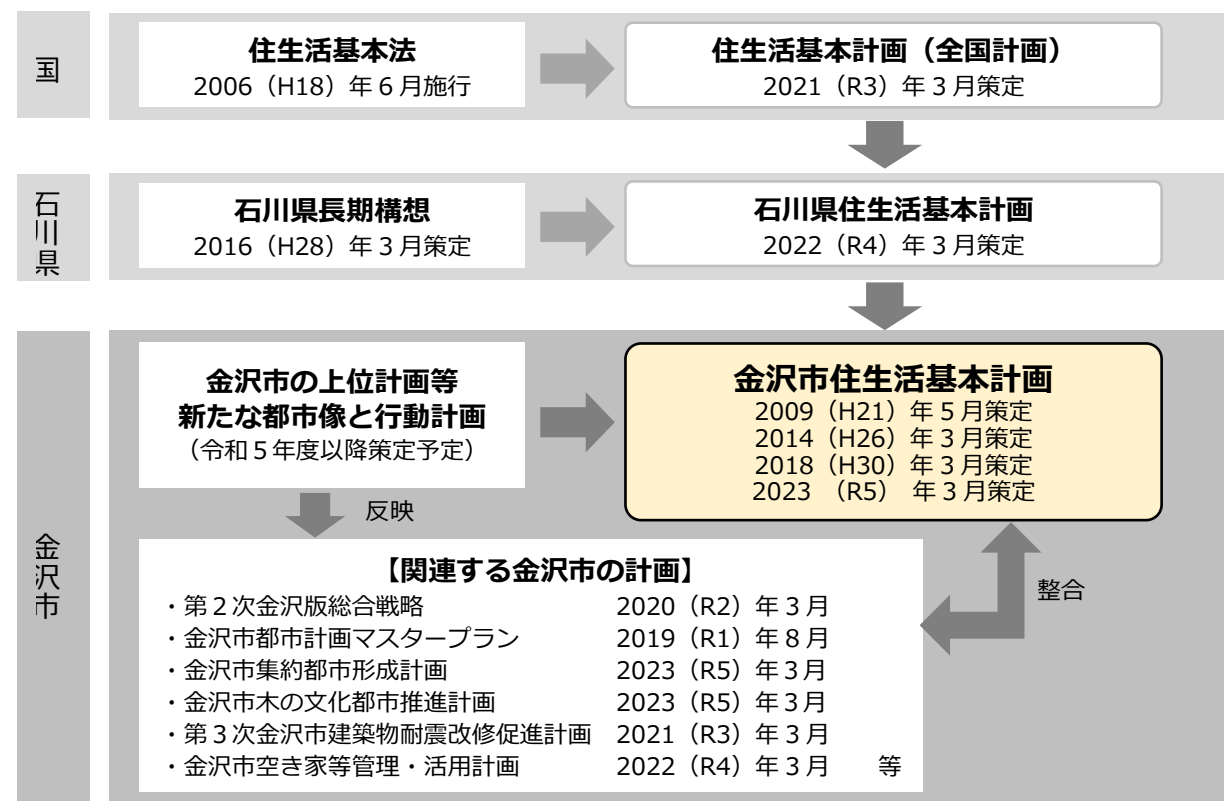 国
住生活基本法
2006（H18）年６月施行
住生活基本計画（全国計画）
2021（R3）年３月策定
石川県
石川県長期構想
2016（H28）年３月策定
石川県住生活基本計画
2022（R4）年３月策定
金沢市
金沢市の上位計画等
新たな都市像と行動計画
（令和５年度以降策定予定）
金沢市住生活基本計画
2009（H21）年５月策定
2014（H26）年３月策定
2018（H30）年３月策定
2023 （R5） 年３月策定
反映
【関連する金沢市の計画】
・第２次金沢版総合戦略 2020（R2）年３月
・金沢市都市計画マスタープラン 2019（R1）年８月
・金沢市集約都市形成計画 2023（R5）年３月
・金沢市木の文化都市推進計画 2023（R5）年３月
・第３次金沢市建築物耐震改修促進計画 2021（R3）年３月
・金沢市空き家等管理・活用計画 2022（R4）年３月 等
整合